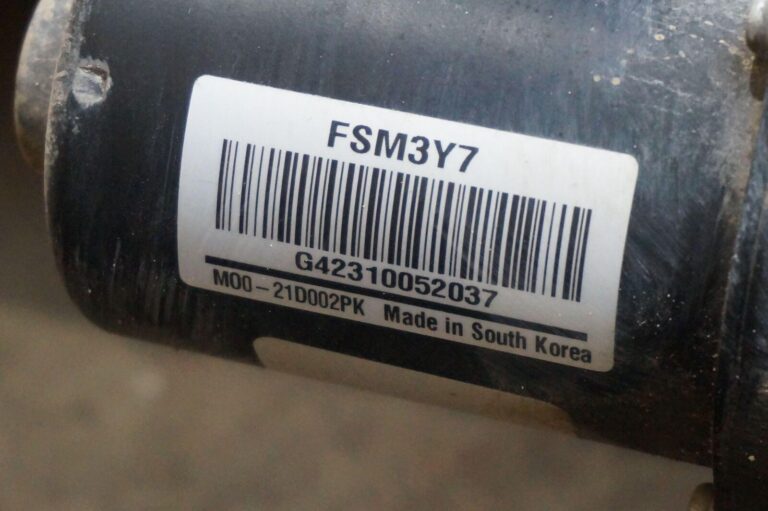 FSM3Y7
G42310052037
M00-21D002PK Made in South Korea